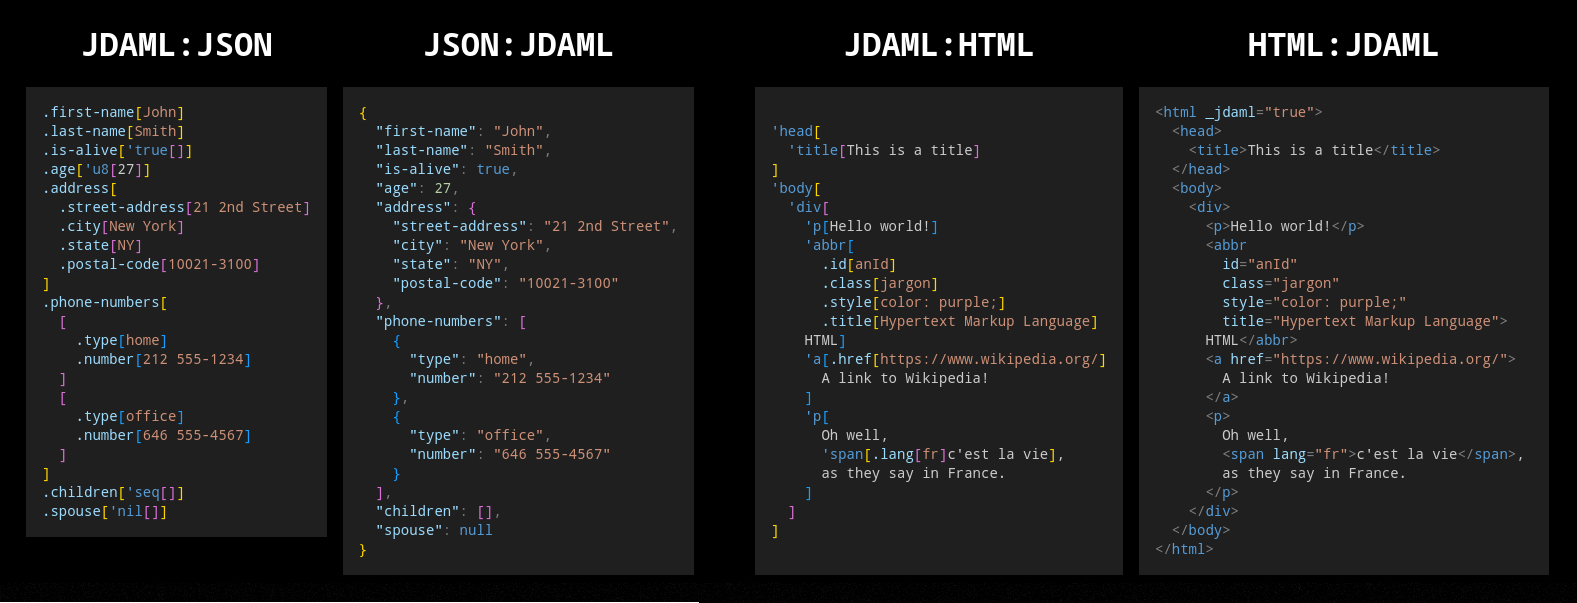 JDAML:JSON
.first-name[John]
.last-name[Smith]
.is-alive['true[]]
.age['u8[27]]
.address[
  .street-address[21 2nd Street]
  .city[New York]
  .state[NY]
  .postal-code[10021-3100]
]
.phone-numbers[
  [
    .type[home]
    .number[212 555-1234]
  ]
  [
    .type[office]
    .number[646 555-4567]
  ]
]
.children['seq[]]
.spouse['nil[]]
JSON:JDAML
{
  "first-name": "John",
  "last-name": "Smith",
  "is-alive": true,
  "age": 27,
  "address": {
    "street-address": "21 2nd Street",
    "city": "New York",
    "state": "NY",
    "postal-code": "10021-3100"
  },
  "phone-numbers": [
    {
      "type": "home",
      "number": "212 555-1234"
    },
    {
      "type": "office",
      "number": "646 555-4567"
    }
  ],
  "children": [],
  "spouse": null
}
JDAML:HTML
'head[
  'title[This is a title]
]
'body[
  'div[
    'p[Hello world!]
    'abbr[
      .id[anId]
      .class[jargon]
      .style[color: purple;]
      .title[Hypertext Markup Language]
    HTML]
    'a[.href[https://www.wikipedia.org/]
      A link to Wikipedia!
    ]
    'p[
      Oh well,
      'span[.lang[fr]c'est la vie],
      as they say in France.
    ]
  ]
]
HTML:JDAML
<html _jdaml="true">
  <head>
    <title>This is a title</title>
  </head>
  <body>
    <div>
      <p>Hello world!</p>
      <abbr
        id="anId"
        class="jargon"
        style="color: purple;"
        title="Hypertext Markup Language">
      HTML</abbr>
      <a href="https://www.wikipedia.org/">
        A link to Wikipedia!
      </a>
      <p>
        Oh well,
        <span lang="fr">c'est la vie</span>,
        as they say in France.
      </p>
    </div>
  </body>
</html>